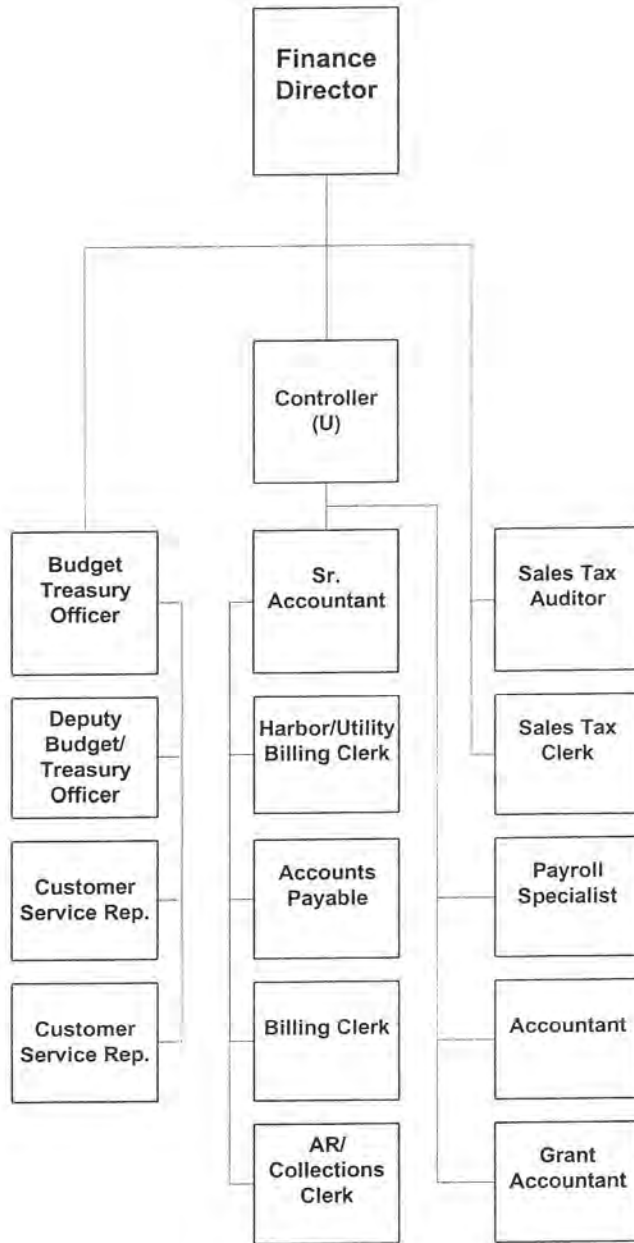 Finance
Director
Controller
(U)
Budget
Treasury
Officer
Sr.
Accountant
Sales Tax
Auditor
Deputy
Budget/
Treasury
Officer
Harbor/Utility
Billing Clerk
Sales Tax
Clerk
Customer
Service Rep.
Accounts
Payable
Payroll
Specialist
Customer
Service Rep.
Billing Clerk
Accountant
AR/
Collections
Clerk
Grant
Accountant